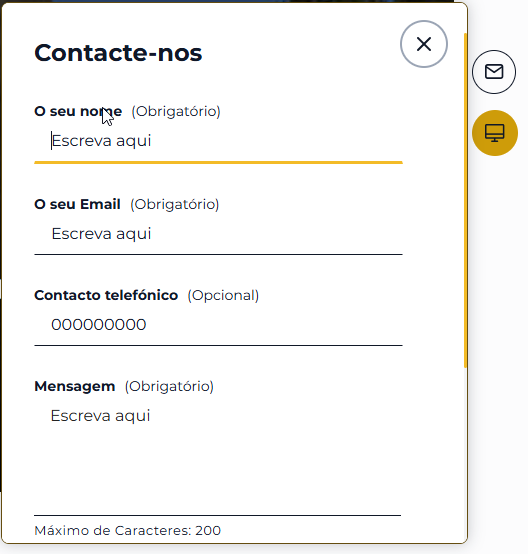 Contacte-nos
O seu nome (Obrigatório)
Escreva aqui
O seu Email (Obrigatório)
Escreva aqui
Contacto telefónico (Opcional)
000000000
Mensagem (Obrigatório)
Escreva aqui
Máximo de Caracteres: 200